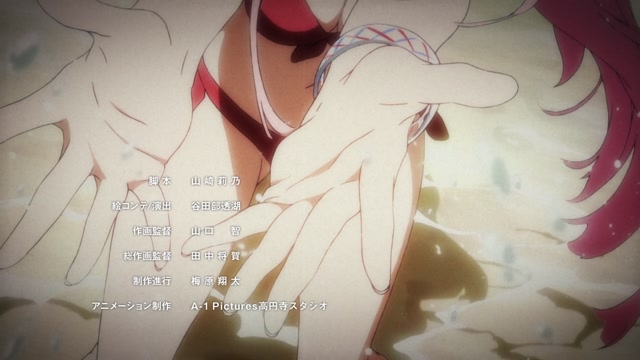 脚本 山崎莉乃
絵コンテ/演出 谷田部透湖
作画監督 山口 智
総作画監督 田中将賀
制作進行 梅原翔太
アニメーション制作 A-1 Pictures高円寺スタジオ